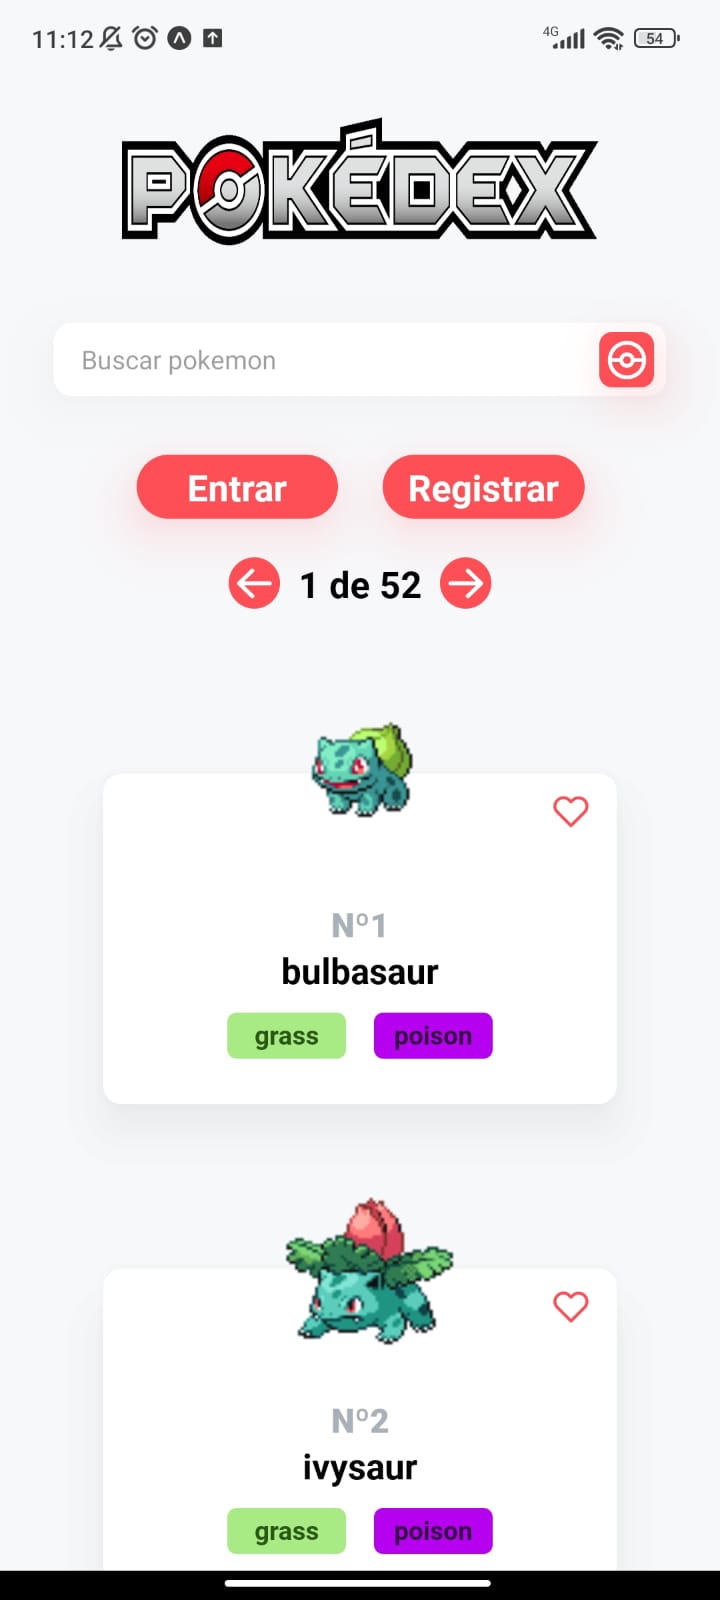 11:12
4G
54
POKÉDEX
Buscar pokemon
Entrar Registrar
1 de 52
Nº1
bulbasaur
grass poison
Nº2
ivysaur
grass poison